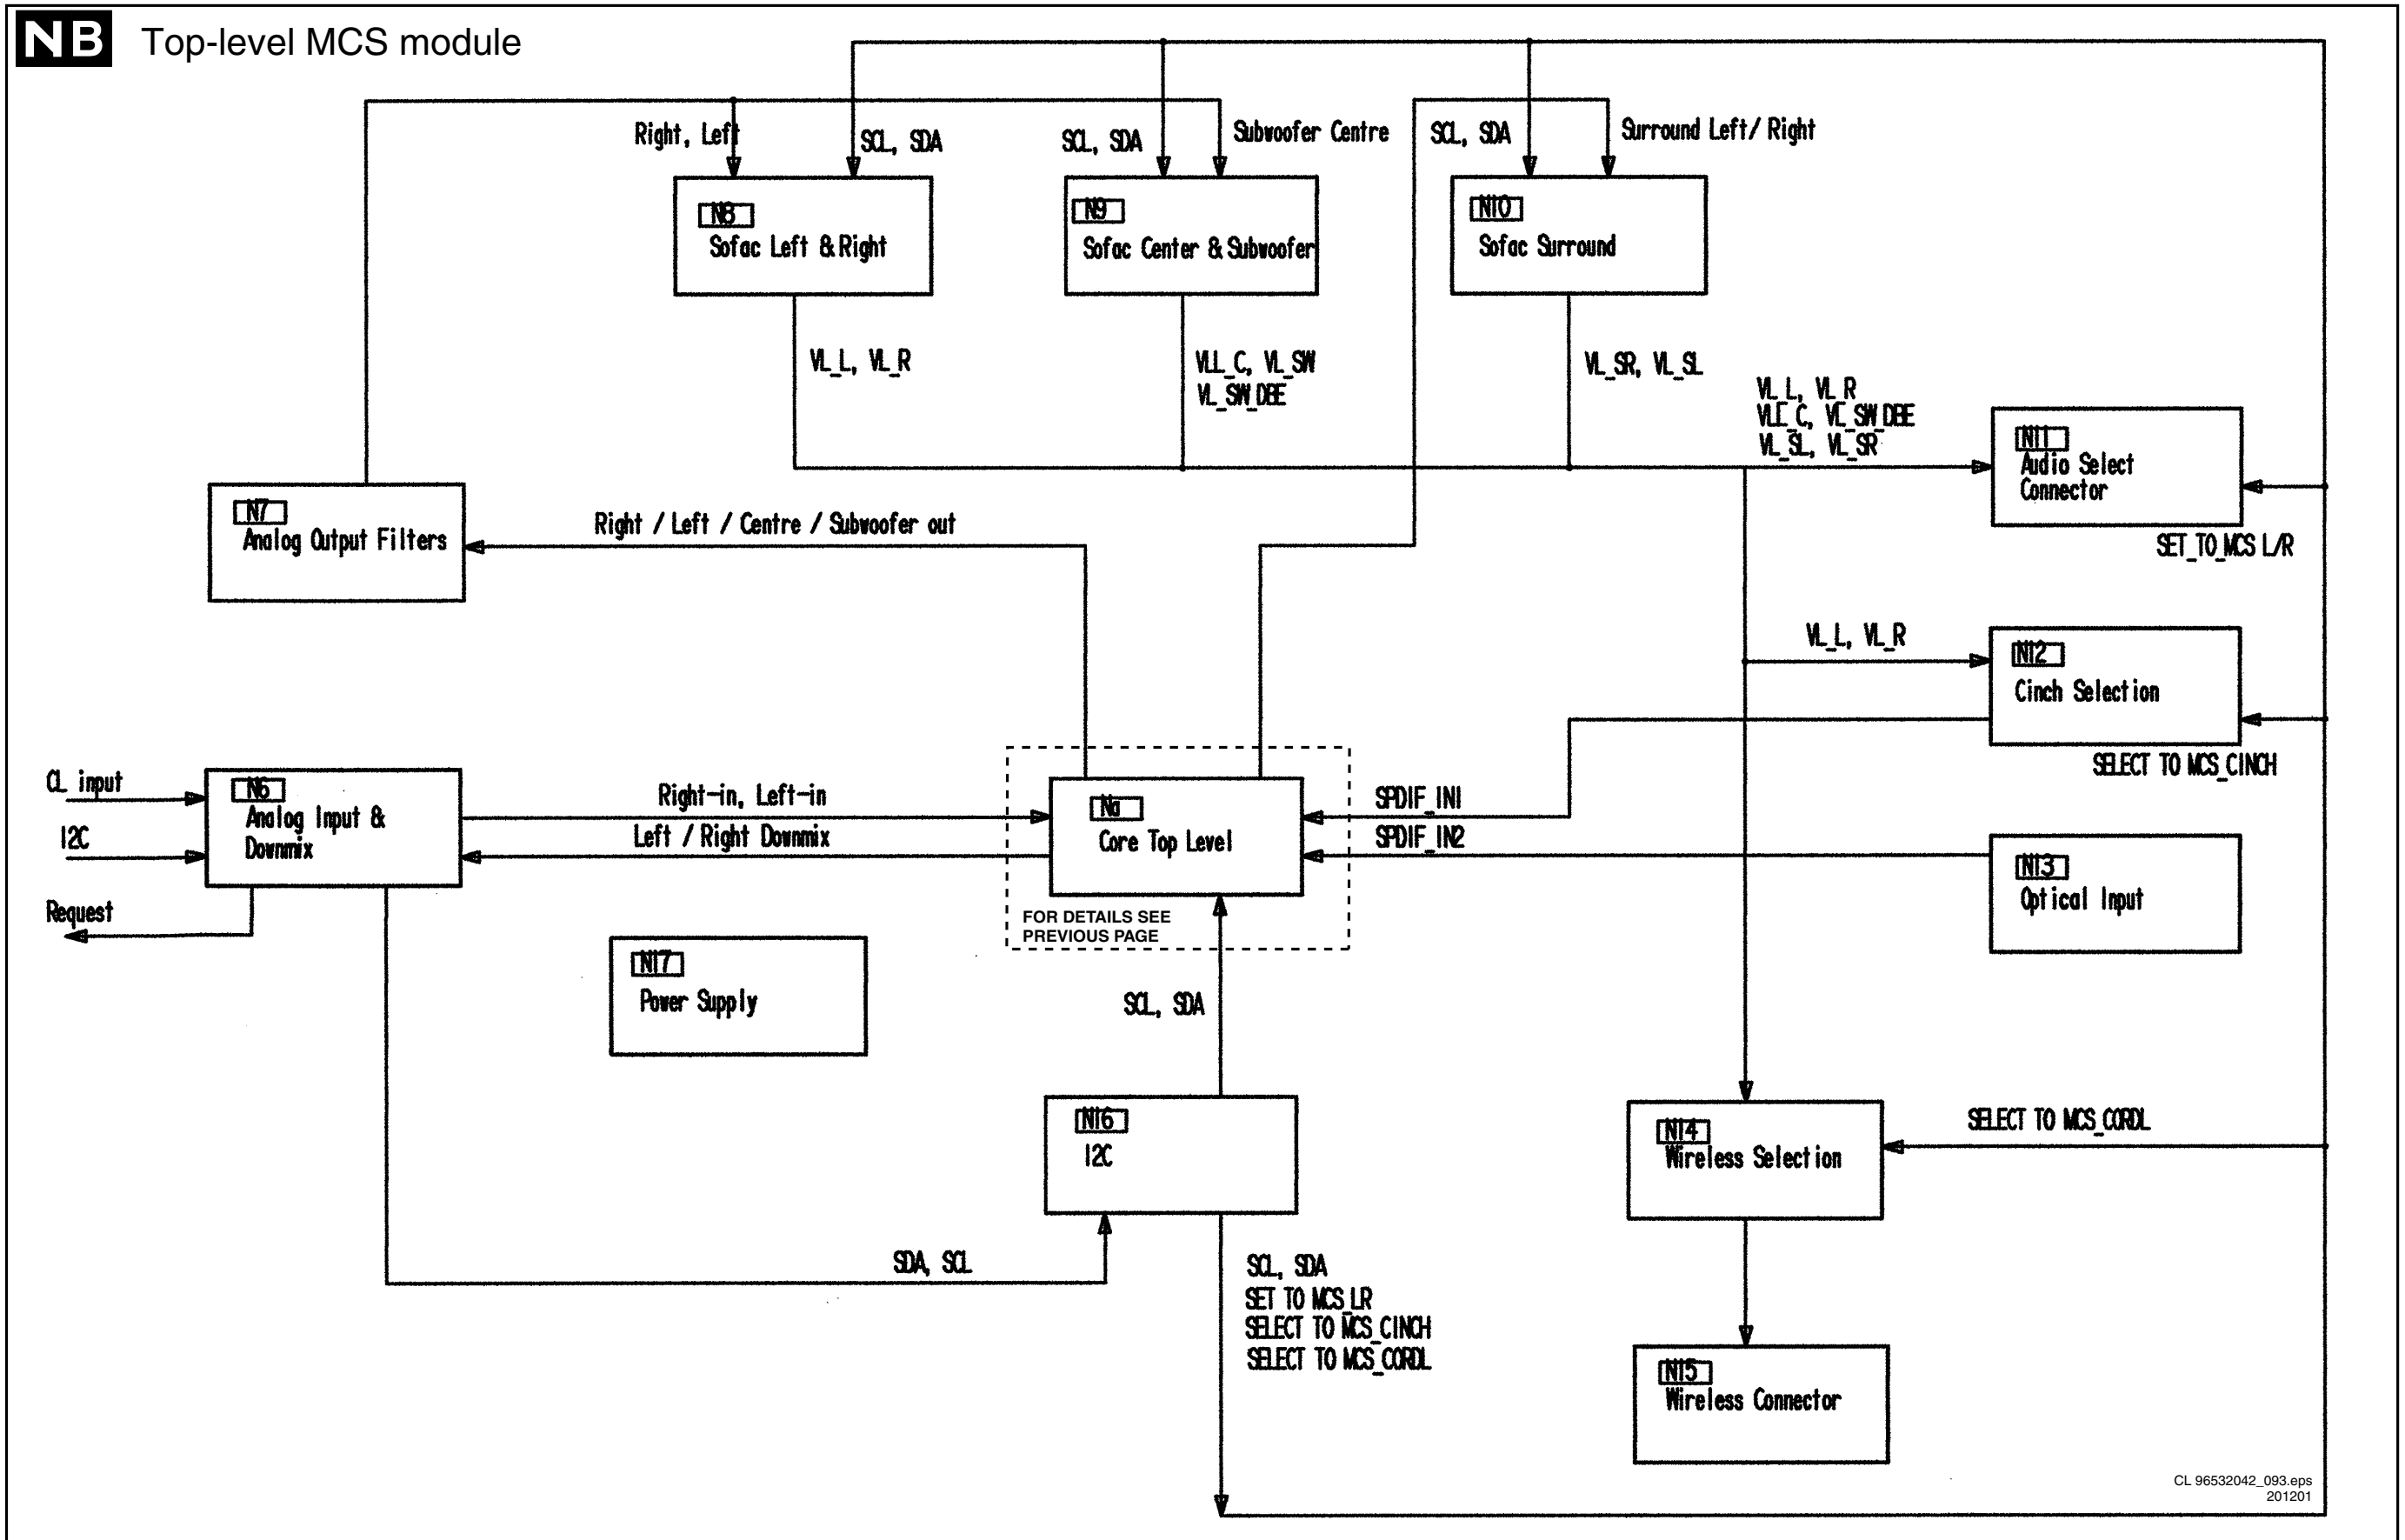 NB Top-level MCS module
Right, Left
SCL, SDA
SCL, SDA
Subwoofer Centre
SCL, SDA
Surround Left/ Right
N8
Sofac Left & Right
N9
Sofac Center & Subwoofer
N10
Sofac Surround
VL_L, VL_R
VLL_C, VL_SW
VL_SW_DBE
VL_SR, VL_SL
VL_L, VL_R
VLL_C, VL_SW_DBE
VL_SL, VL_SR
N11
Audio Select
Connector
SET_TO_MCS L/R
N7
Analog Output Filters
Right / Left / Centre / Subwoofer out
VL_L, VL_R
N12
Cinch Selection
SELECT TO MCS_CINCH
CL input
I2C
Request
N6
Analog Input &
Downmix
Right-in, Left-in
Left / Right Downmix
Na
Core Top Level
FOR DETAILS SEE
PREVIOUS PAGE
SPDIF_IN1
SPDIF_IN2
N13
Optical Input
N17
Power Supply
SCL, SDA
N16
I2C
SDA, SCL
SCL, SDA
SET TO MCS_LR
SELECT TO MCS_CINCH
SELECT TO MCS_CORDL
N14
Wireless Selection
SELECT TO MCS_CORDL
N15
Wireless Connector
CL 96532042_093.eps
201201